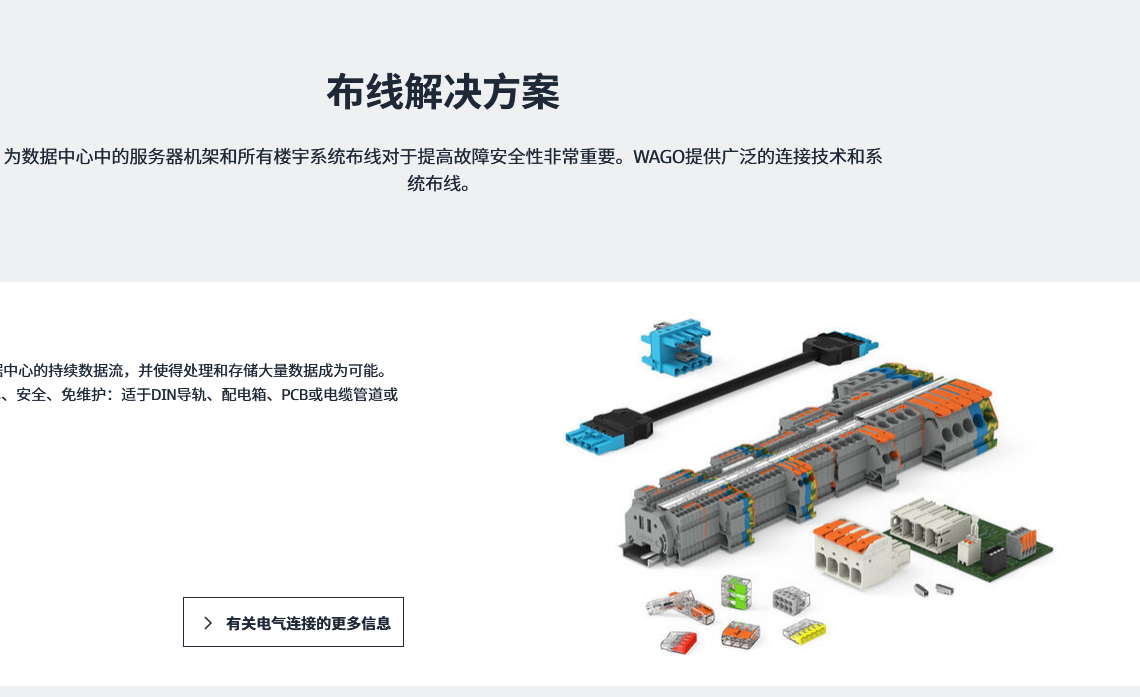 布线解决方案
为数据中心中的服务器机架和所有楼宇系统布线对于提高故障安全性非常重要。WAGO提供广泛的连接技术和系
统布线。
中心的持续数据流，并使得处理和存储大量数据成为可能。
、安全、免维护：适于DIN导轨、配电箱、PCB或电缆管道或
有关电气连接的更多信息